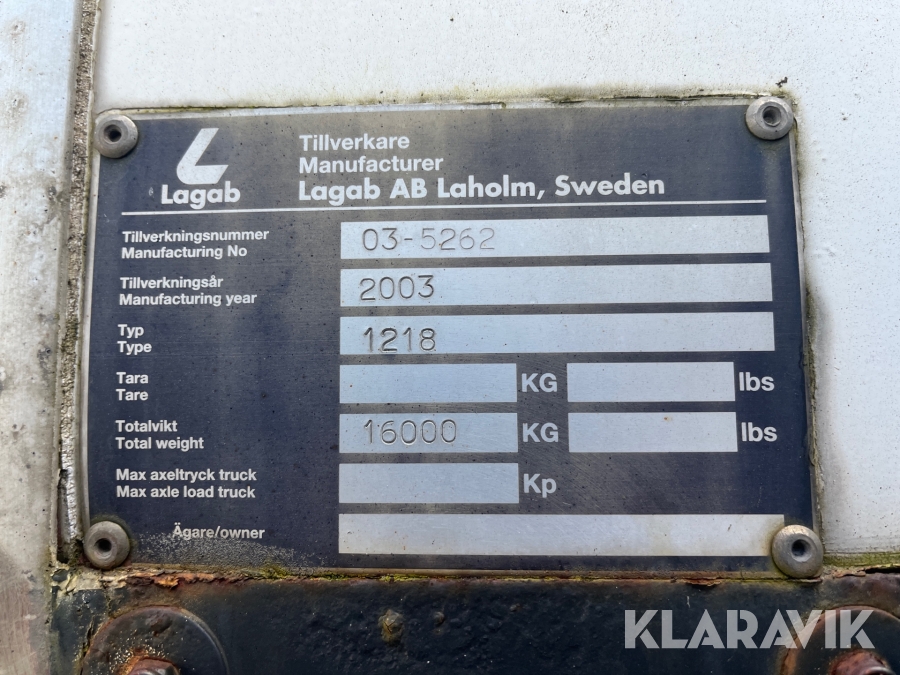 Lagab
Tillverkare
Manufacturer
Lagab AB Laholm, Sweden
Tillverkningsnummer
Manufacturing No
03-5262
Tillverkningsår
Manufacturing year
2003
Typ
Type
1218
Tara
Tare
KG lbs
Totalvikt
Total weight
16000 KG lbs
Max axeltryck truck
Max axle load truck
Kp
Ägare/owner
KLARAVIK